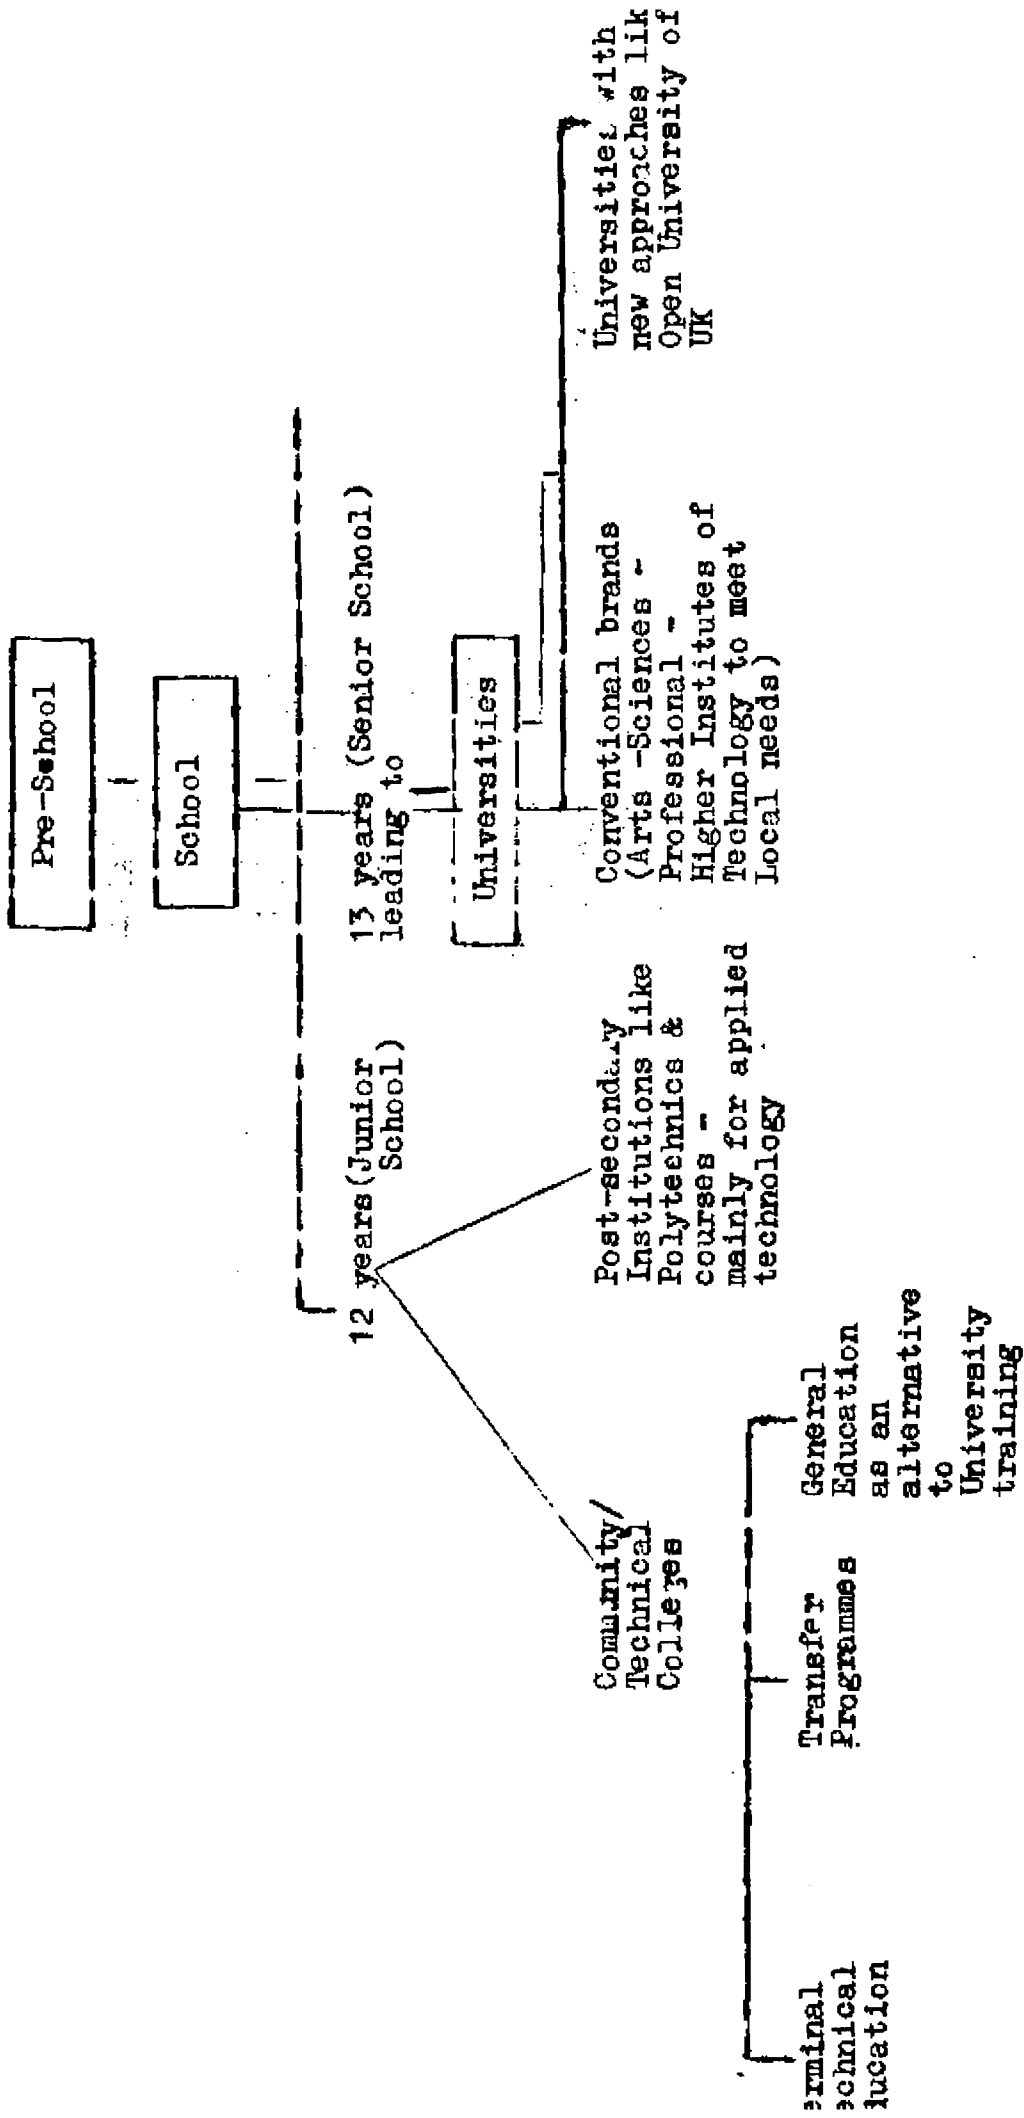 Pre-School
School
12 years(Junior
School)
13 years (Senior School)
leading to
Universities
Community/
Technical
Colleges
Post-secondary
Institutions like
Polytechnics &
courses -
mainly for applied
technology
Conventional brands
(Arts -Sciences -
Professional -
Higher Institutes of
Technology to meet
Local needs)
Universities with
new approaches lik
Open University of
UK
erminal
echnical
ducation
Transfer
Programmes
General
Education
as an
alternative
to
University
training